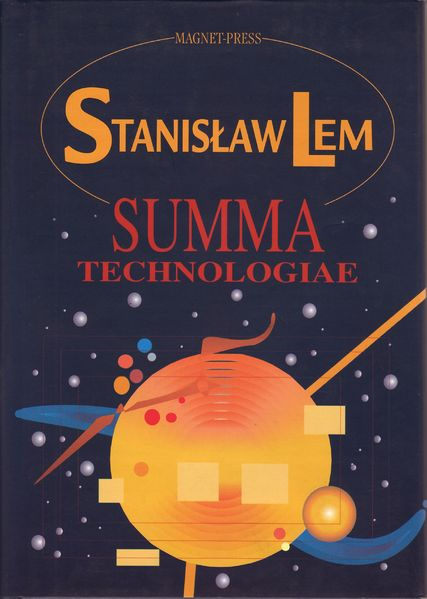 MAGNET-PRESS
STANISŁAW LEM
SUMMA
TECHNOLOGIAE